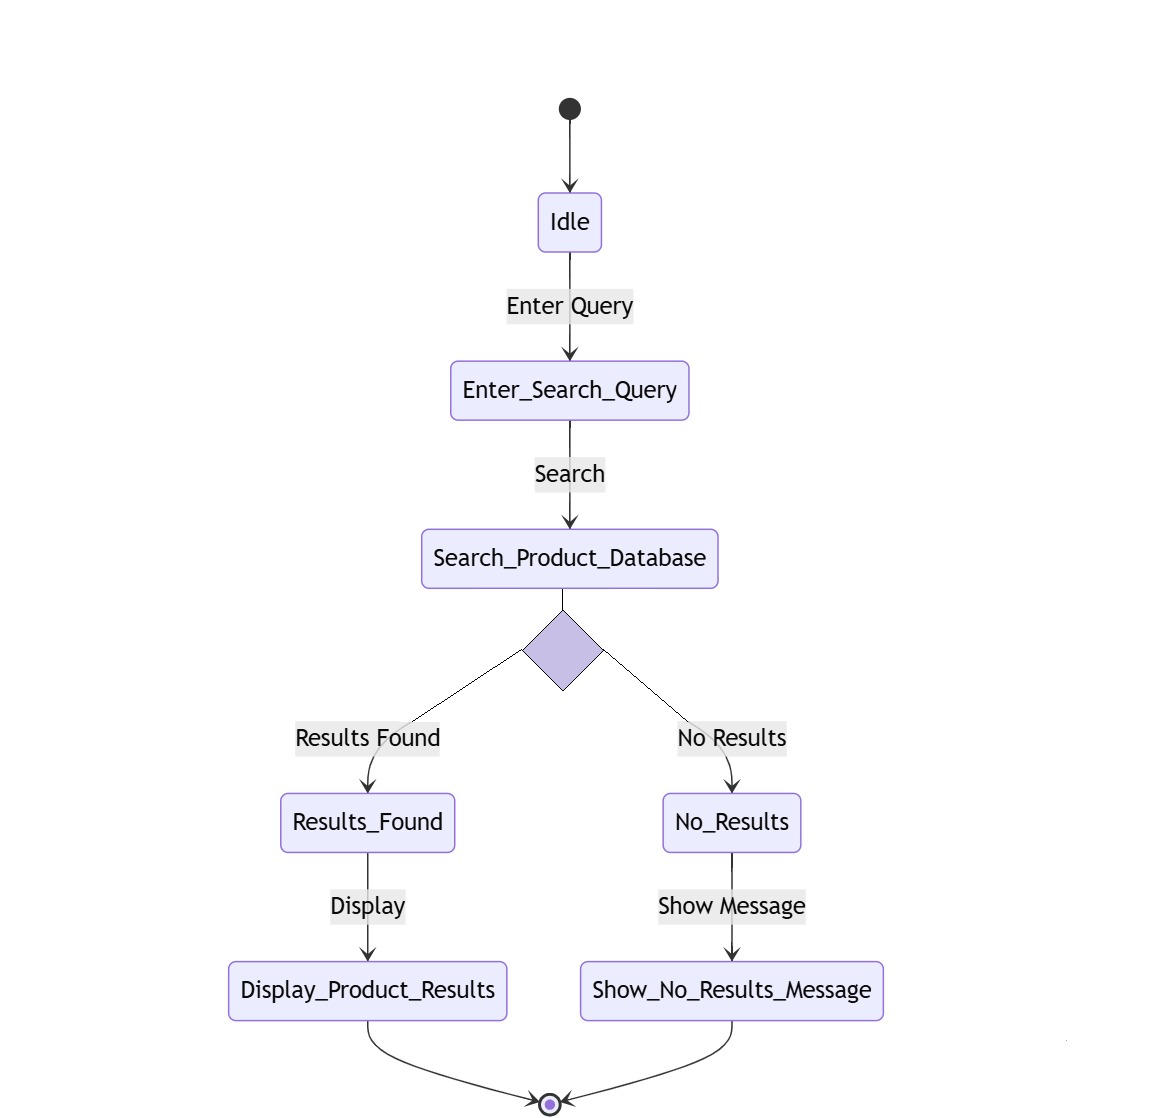 Idle
Enter Query
Enter_Search_Query
Search
Search_Product_Database
Results Found
No Results
Results_Found
No_Results
Display
Show Message
Display_Product_Results
Show_No_Results_Message